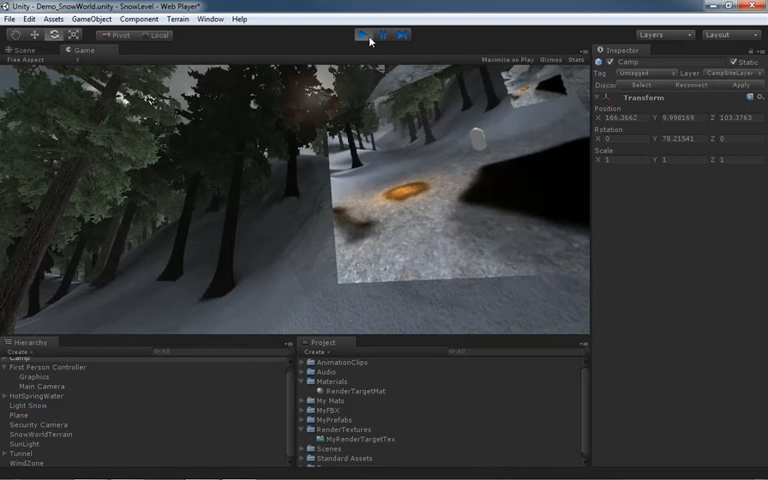 Unity - Demo_SnowWorld.unity - SnowLevel - Web Player*
File Edit Assets GameObject Component Terrain Window Help
Pivot Local Layers Layout
Scene Game
Free Aspect Maximize on Play Gizmos Stats
Inspector
Camp Static
Tag Untagged Layer CampSiteLayer
Discor Select Reconnect Apply
Transform
Position
X 166.3662 Y 9.998169 Z 103.3763
Rotation
X 0 Y 78.21541 Z 0
Scale
X 1 Y 1 Z 1
Hierarchy
Create All
Camp
First Person Controller
Graphics
Main Camera
HotSpringWater
Light Snow
Plane
Security Camera
SnowWorldTerrain
SunLight
Tunnel
WindZone
Project
Create All
AnimationClips
Audio
Materials
RenderTargetMat
My Mats
MyFBX
MyPrefabs
RenderTextures
MyRenderTargetTex
Scenes
Standard Assets